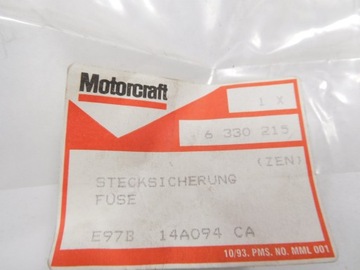 Motorcraft
1 X
6 330 215
(ZEN)
STECKSICHERUNG
FUSE
E97B 14A094 CA
10/93. PMS. NO. MML 001